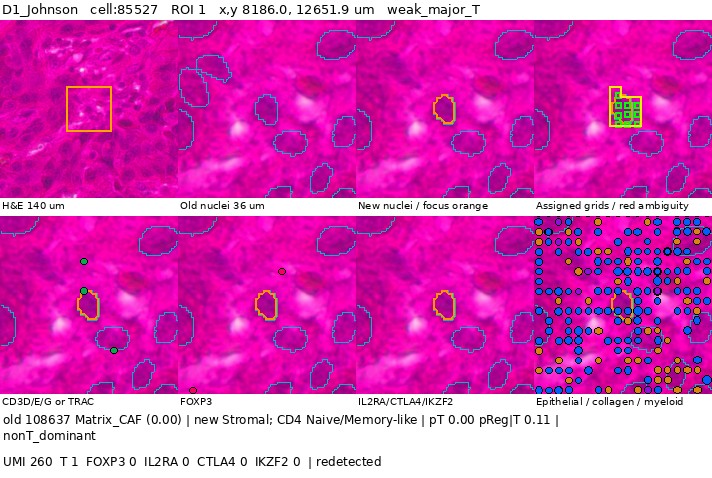 D1_Johnson cell:85527 ROI 1 x,y 8186.0, 12651.9 um weak_major_T
H&E 140 um
Old nuclei 36 um
New nuclei / focus orange
Assigned grids / red ambiguity
CD3D/E/G or TRAC
FOXP3
IL2RA/CTLA4/IKZF2
Epithelial / collagen / myeloid
old 108637 Matrix_CAF (0.00) | new Stromal; CD4 Naive/Memory-like | pT 0.00 pReg|T 0.11 |
nonT_dominant
UMI 260 T 1 FOXP3 0 IL2RA 0 CTLA4 0 IKZF2 0 | redetected